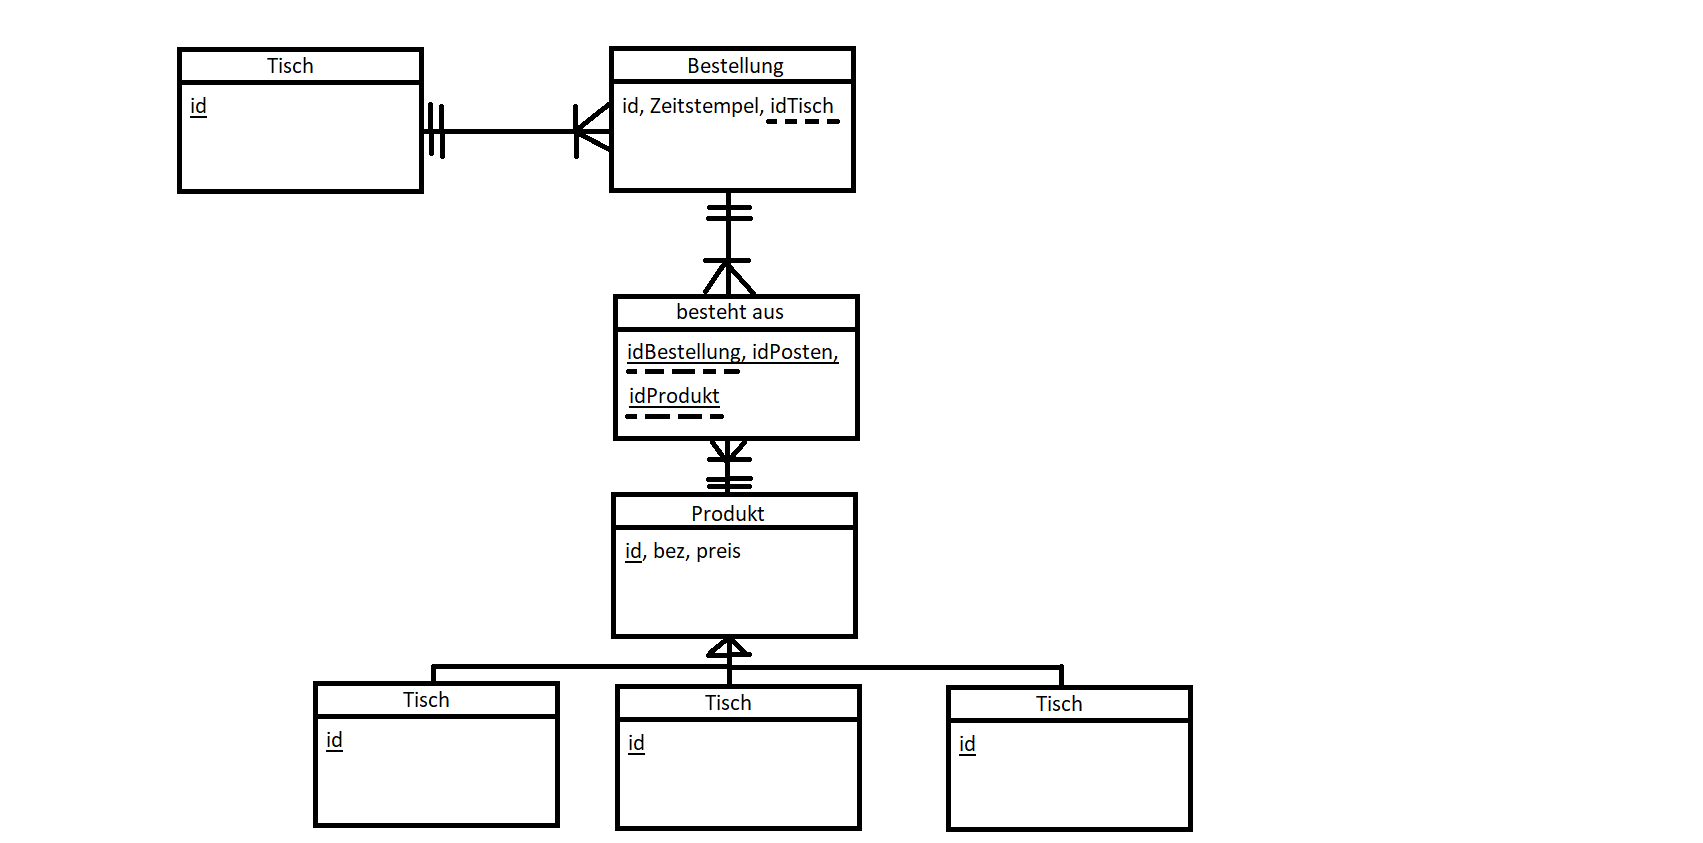 Tisch
id
Bestellung
id, Zeitstempel, idTisch
besteht aus
idBestellung, idPosten,
idProdukt
Produkt
id, bez, preis
Tisch
id
Tisch
id
Tisch
id